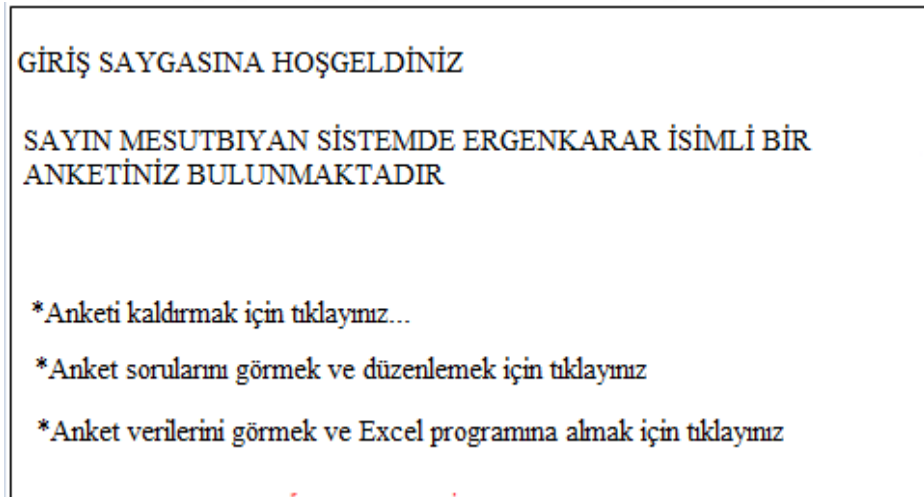 GİRİŞ SAYGASINA HOŞGELDİNİZ
SAYIN MESUTBIYAN SİSTEMDE ERGENKARAR İSİMLİ BİR
ANKETİNİZ BULUNMAKTADIR
*Anketi kaldırmak için tıklayınız...
*Anket sorularını görmek ve düzenlemek için tıklayınız
*Anket verilerini görmek ve Excel programına almak için tıklayınız